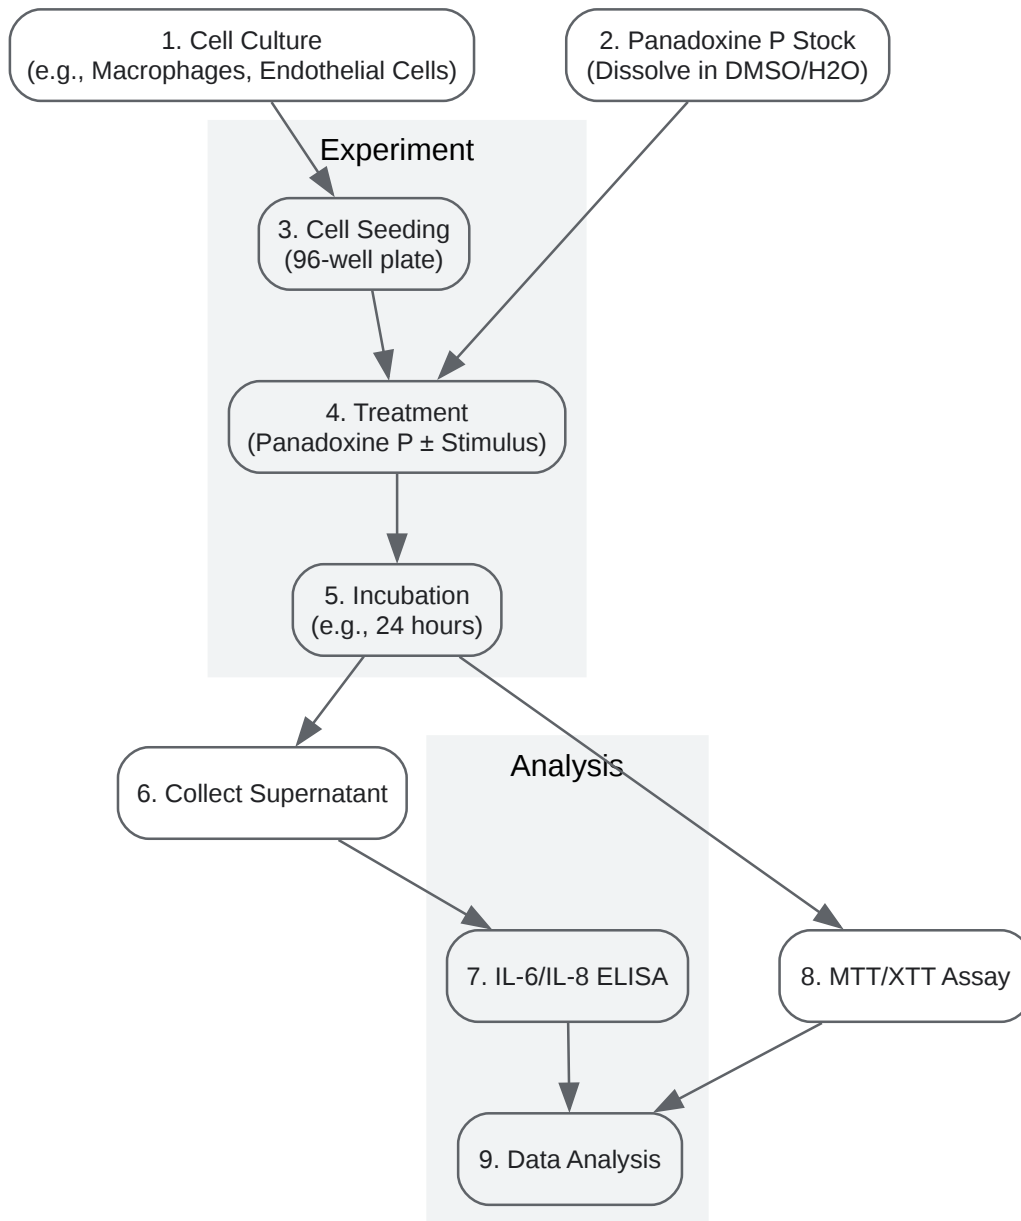 1. Cell Culture
(e.g., Macrophages, Endothelial Cells)
2. Panadoxine P Stock
(Dissolve in DMSO/H2O)
Experiment
3. Cell Seeding
(96-well plate)
4. Treatment
(Panadoxine P ± Stimulus)
5. Incubation
(e.g., 24 hours)
6. Collect Supernatant
Analysis
7. IL-6/IL-8 ELISA
8. MTT/XTT Assay
9. Data Analysis